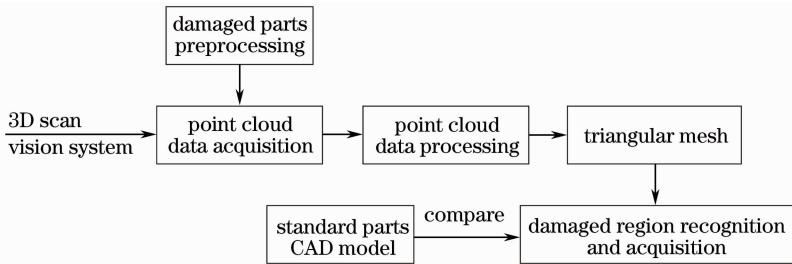 damaged parts
preprocessing
3D scan
vision system
point cloud
data acquisition
point cloud
data processing
triangular mesh
standard parts
CAD model
compare
damaged region recognition
and acquisition